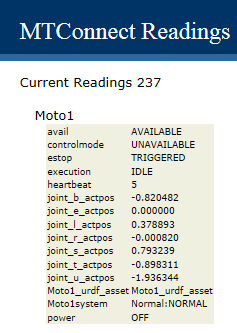 MTConnect Readings
Current Readings 237
Moto1
avail AVAILABLE
controlmode UNAVAILABLE
estop TRIGGERED
execution IDLE
heartbeat 5
joint_b_actpos -0.820482
joint_e_actpos 0.000000
joint_l_actpos 0.378893
joint_r_actpos -0.000820
joint_s_actpos 0.793239
joint_t_actpos -0.898311
joint_u_actpos -1.936344
Moto1_urdf_asset Moto1_urdf_asset
Moto1system Normal:NORMAL
power OFF